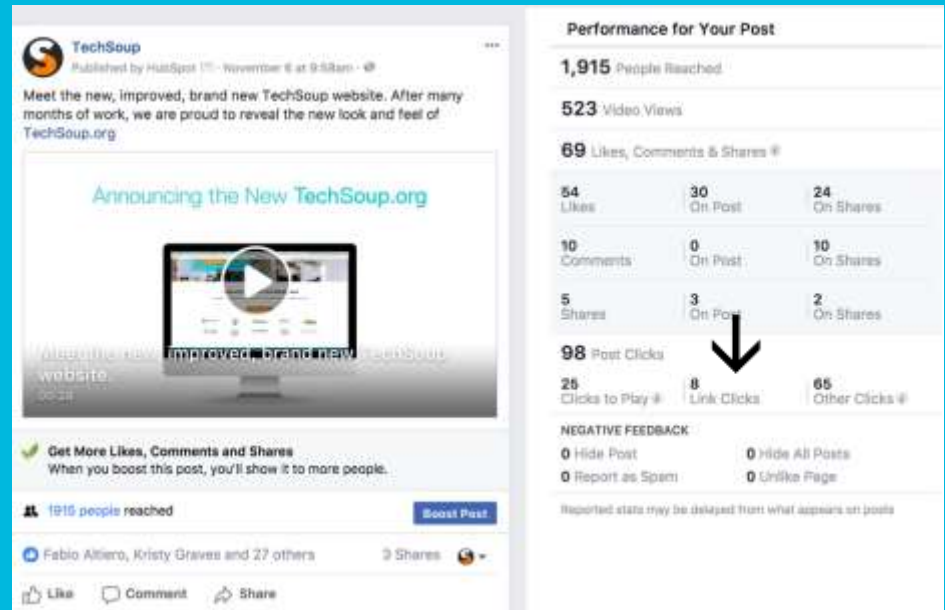 TechSoup
Published by HubSpot [?] · November 6 at 9:58am ·
Meet the new, improved, brand new TechSoup website. After many
months of work, we are proud to reveal the new look and feel of
TechSoup.org
Announcing the New TechSoup.org
Meet the new, improved, brand new TechSoup
website.
00:28
Get More Likes, Comments and Shares
When you boost this post, you'll show it to more people.
1915 people reached
Boost Post
Fabio Altiero, Kristy Graves and 27 others
3 Shares
Like
Comment
Share
Performance for Your Post
1,915 People Reached
523 Video Views
69 Likes, Comments & Shares
54
Likes
30
On Post
24
On Shares
10
Comments
0
On Post
10
On Shares
5
Shares
3
On Post
2
On Shares
98 Post Clicks
25
Clicks to Play
8
Link Clicks
65
Other Clicks
NEGATIVE FEEDBACK
0 Hide Post
0 Hide All Posts
0 Report as Spam
0 Unlike Page
Reported stats may be delayed from what appears on posts